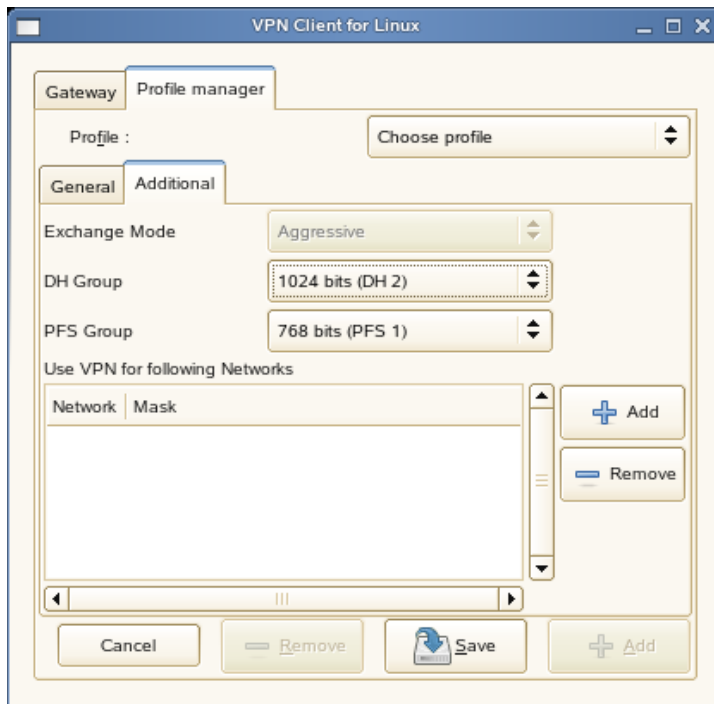 VPN Client for Linux
Gateway Profile manager
Profile : Choose profile
General Additional
Exchange Mode Aggressive
DH Group 1024 bits (DH 2)
PFS Group 768 bits (PFS 1)
Use VPN for following Networks
Network Mask
Add
Remove
Cancel Remove Save Add